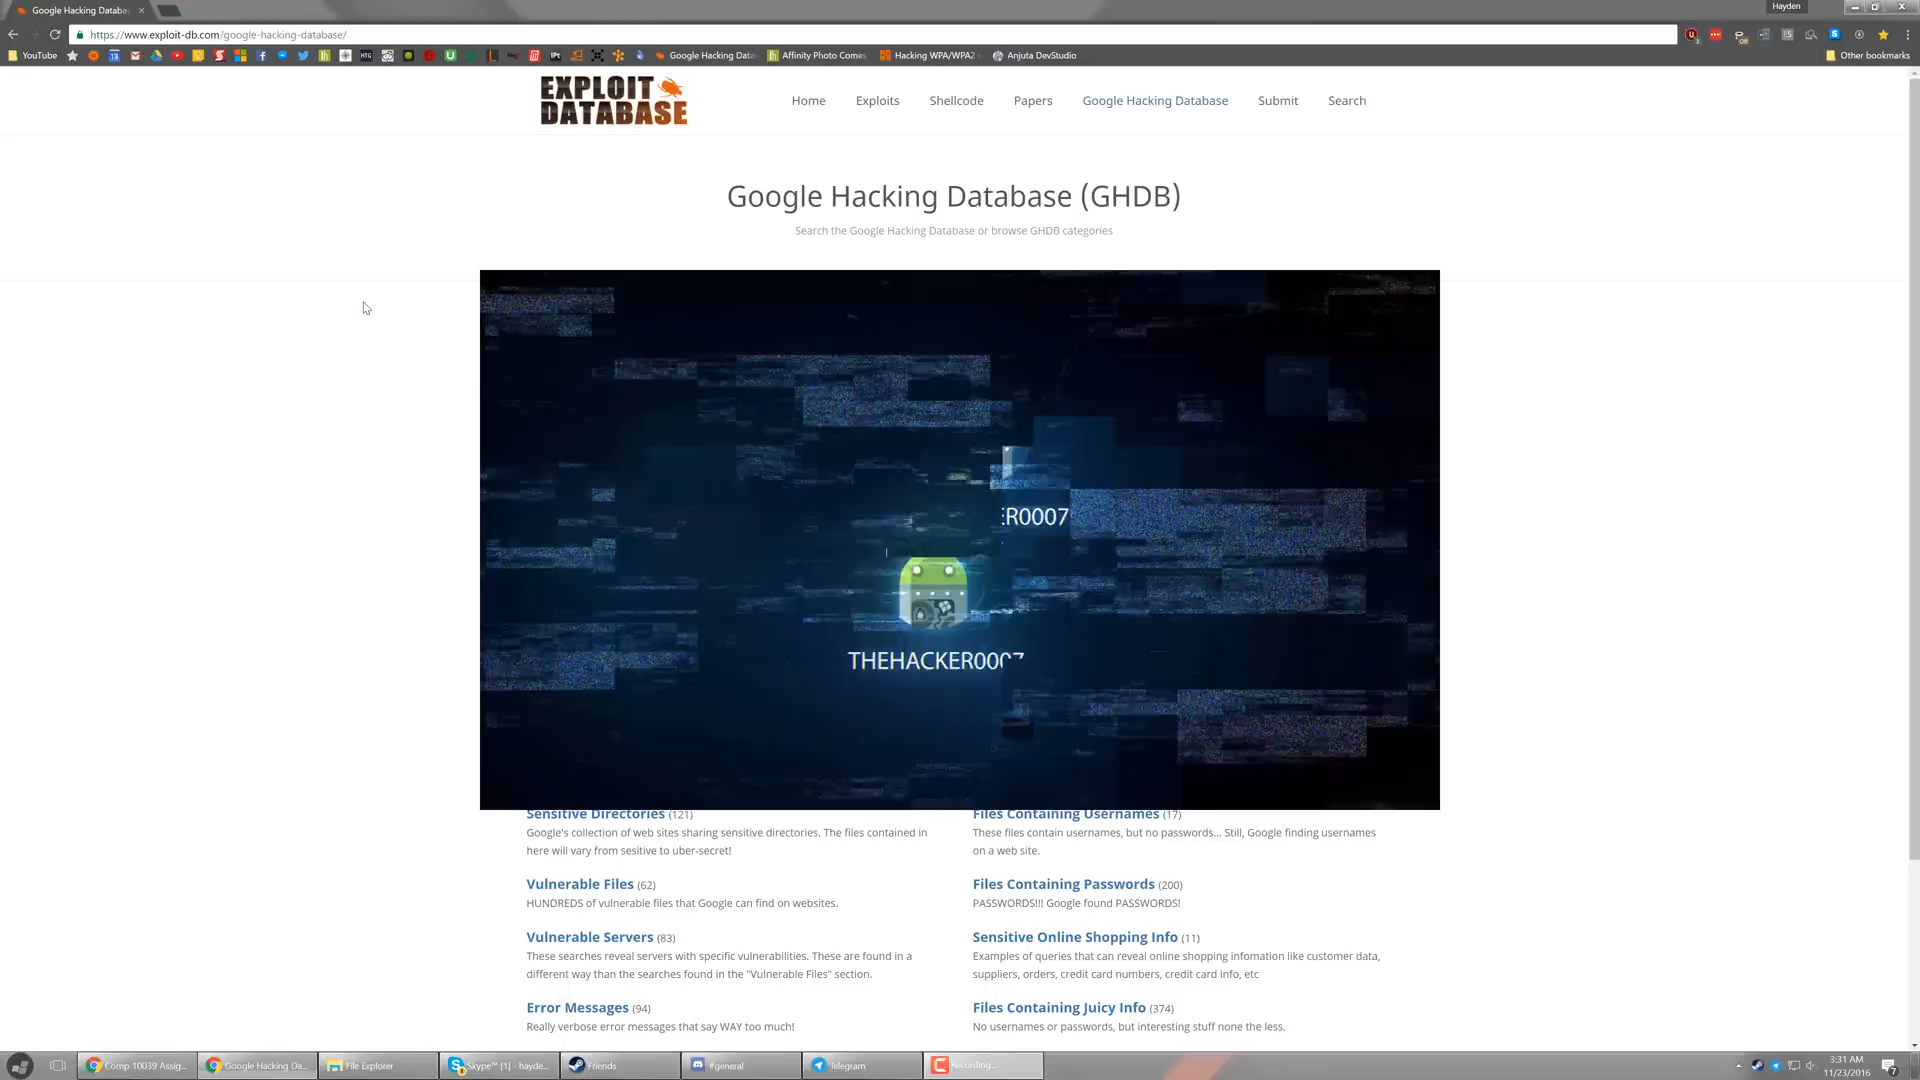 Hayden
Google Hacking Databa
https://www.exploit-db.com/google-hacking-database/
YouTube
Google Hacking Data
Affinity Photo Comes
Hacking WPA/WPA2
Anjuta DevStudio
Other bookmarks
EXPLOIT DATABASE
Home
Exploits
Shellcode
Papers
Google Hacking Database
Submit
Search
Google Hacking Database (GHDB)
Search the Google Hacking Database or browse GHDB categories
ER0007
THEHACKER0007
Sensitive Directories (121)
Google's collection of web sites sharing sensitive directories. The files contained in
here will vary from sesitive to uber-secret!
Files Containing Usernames (17)
These files contain usernames, but no passwords... Still, Google finding usernames
on a web site.
Vulnerable Files (62)
HUNDREDS of vulnerable files that Google can find on websites.
Files Containing Passwords (200)
PASSWORDS!!! Google found PASSWORDS!
Vulnerable Servers (83)
These searches reveal servers with specific vulnerabilities. These are found in a
different way than the searches found in the "Vulnerable Files" section.
Sensitive Online Shopping Info (11)
Examples of queries that can reveal online shopping infomation like customer data,
suppliers, orders, credit card numbers, credit card info, etc
Error Messages (94)
Really verbose error messages that say WAY too much!
Files Containing Juicy Info (374)
No usernames or passwords, but interesting stuff none the less.
Comp 10039 Assig...
Google Hacking Da...
File Explorer
Skype™ [1] - hayde...
Friends
#general
Telegram
Recording...
3:31 AM
11/23/2016